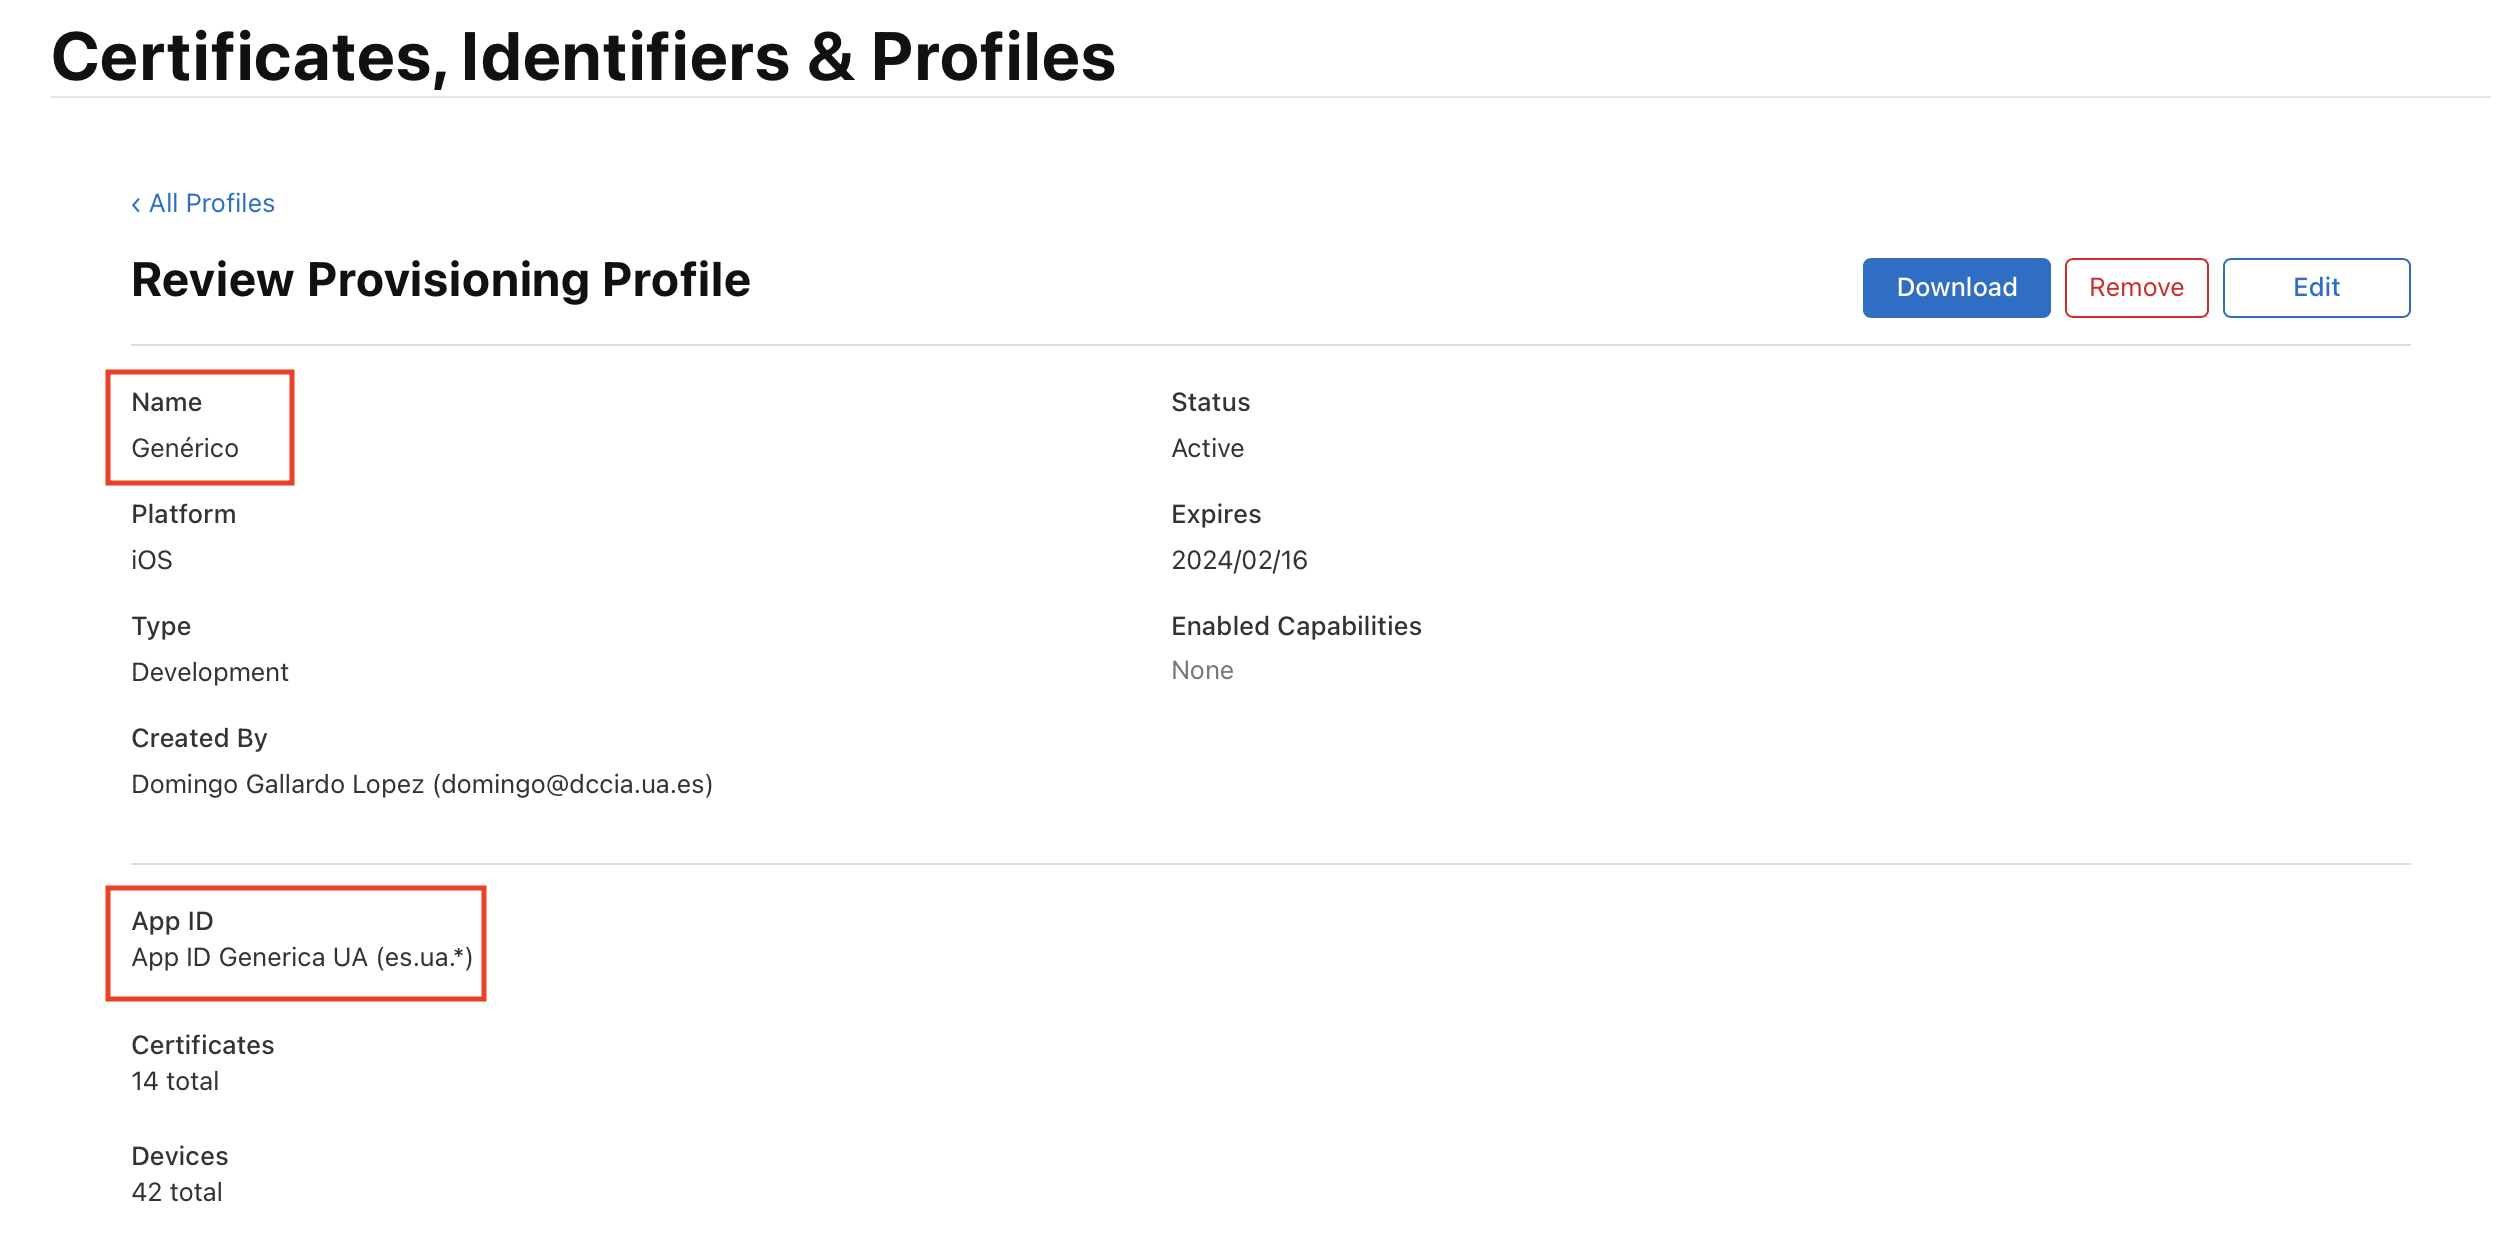 Certificates, Identifiers & Profiles
‹ All Profiles
Review Provisioning Profile
Download
Remove
Edit
Name
Genérico
Status
Active
Platform
iOS
Expires
2024/02/16
Type
Development
Enabled Capabilities
None
Created By
Domingo Gallardo Lopez (domingo@dccia.ua.es)
App ID
App ID Generica UA (es.ua.*)
Certificates
14 total
Devices
42 total